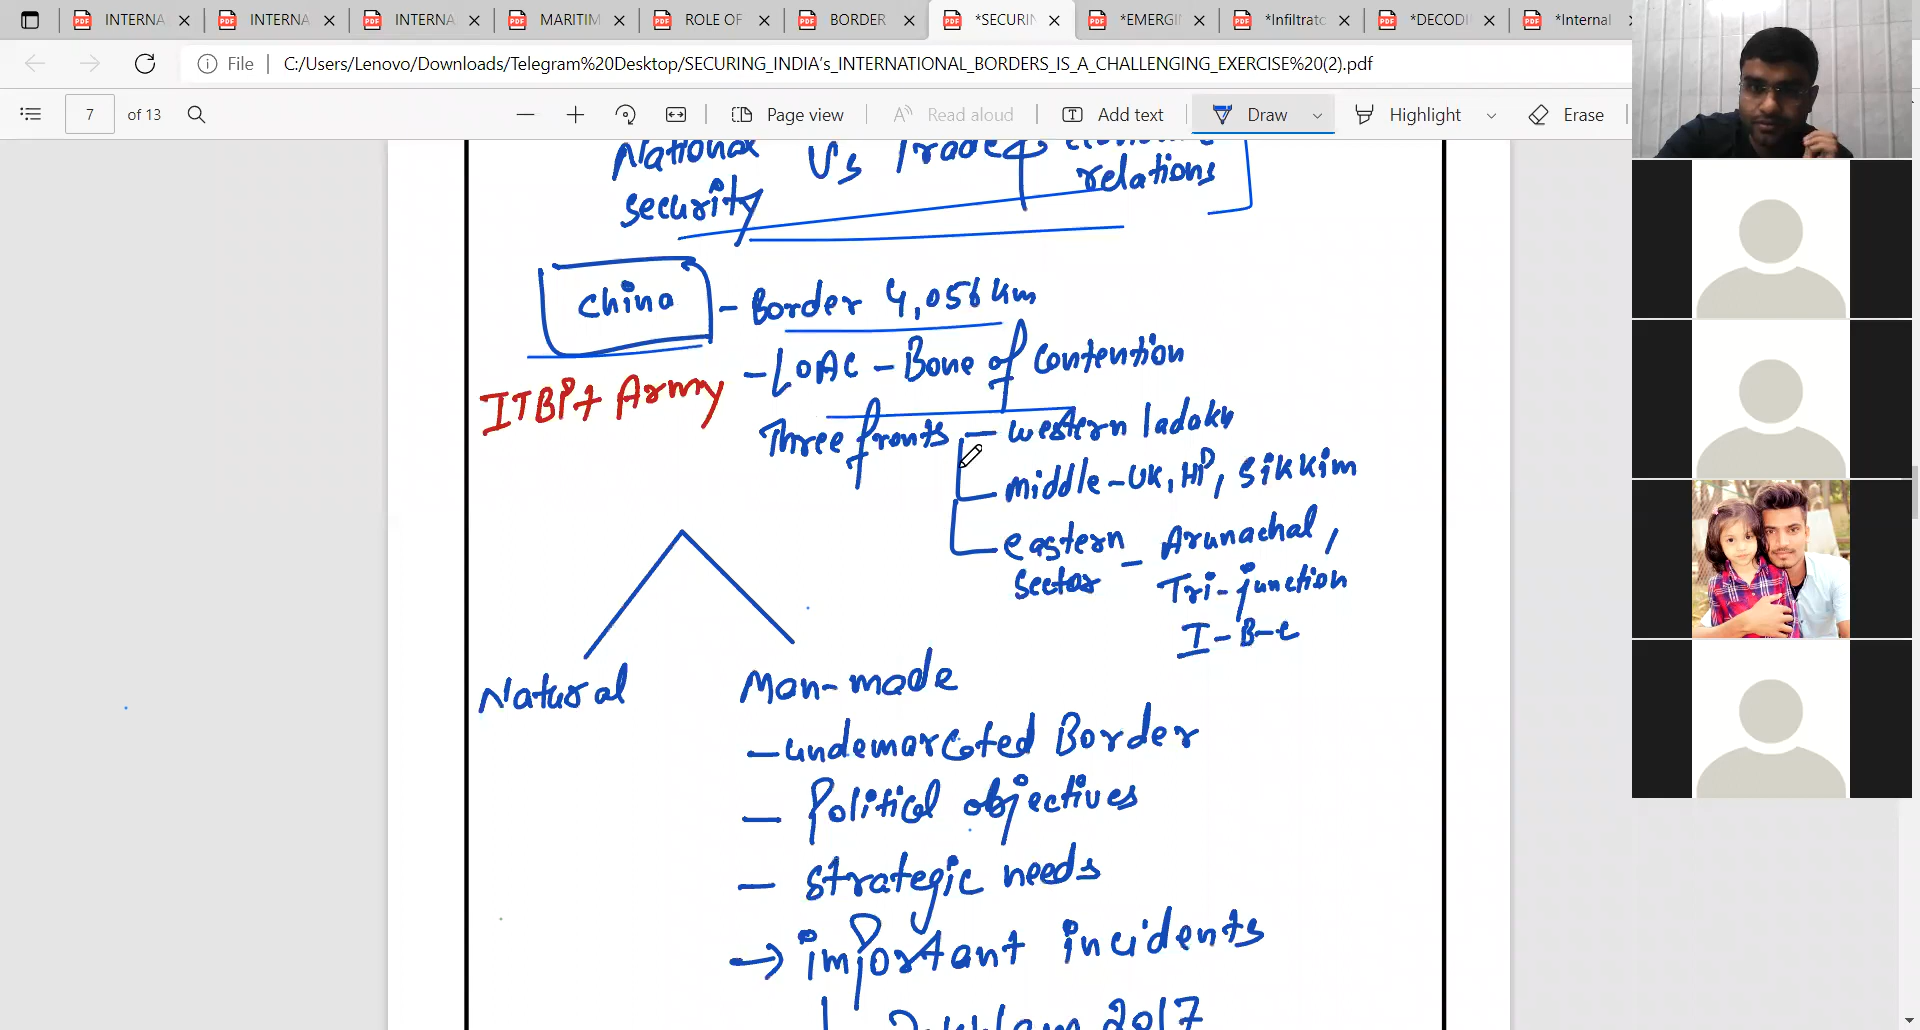 INTERNA
INTERNA
INTERNA
MARITIM
ROLE OF
BORDER
*SECURIN
*EMERGI
*Infiltrato
*DECODI
*Internal
File
C:/Users/Lenovo/Downloads/Telegram%20Desktop/SECURING_INDIA's_INTERNATIONAL_BORDERS_IS_A_CHALLENGING_EXERCISE%20(2).pdf
7 of 13
Page view
Read aloud
Add text
Draw
Highlight
Erase
National Vs Trade &
security relations
China - Border 4,056 km
- LOAC - Bone of Contention
ITBP + Army
Three fronts - western ladakh
middle - UK, HP, Sikkim
eastern sector - Arunachal,
Tri-junction
I-B-C
Natural Man-made
- undemarcated Border
- Political objectives
- strategic needs
→ important incidents
Dokhlam 2017